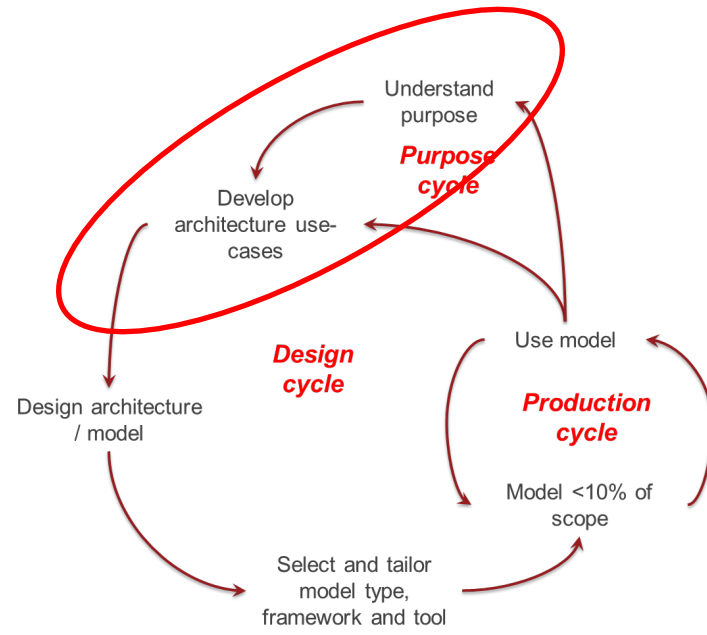 Understand
purpose
Purpose
cycle
Develop
architecture use-
cases
Use model
Design
cycle
Design architecture
/ model
Production
cycle
Model <10% of
scope
Select and tailor
model type,
framework and tool